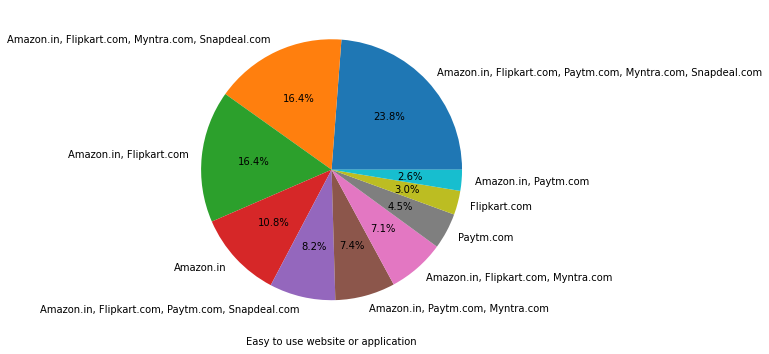 Amazon.in, Flipkart.com, Myntra.com, Snapdeal.com
Amazon.in, Flipkart.com, Paytm.com, Myntra.com, Snapdeal.com
23.8%
16.4%
Amazon.in, Flipkart.com
16.4%
2.6%
Amazon.in, Paytm.com
3.0%
Flipkart.com
4.5%
10.8%
7.1%
Paytm.com
8.2%
7.4%
Amazon.in
Amazon.in, Flipkart.com, Myntra.com
Amazon.in, Flipkart.com, Paytm.com, Snapdeal.com
Amazon.in, Paytm.com, Myntra.com
Easy to use website or application